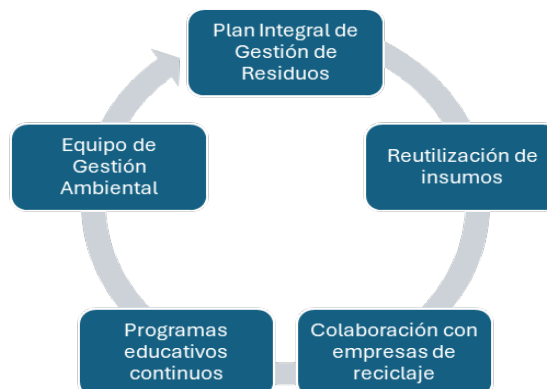 Plan Integral de
Gestión de
Residuos
Reutilización de
insumos
Colaboración con
empresas de
reciclaje
Programas
educativos
continuos
Equipo de
Gestión
Ambiental